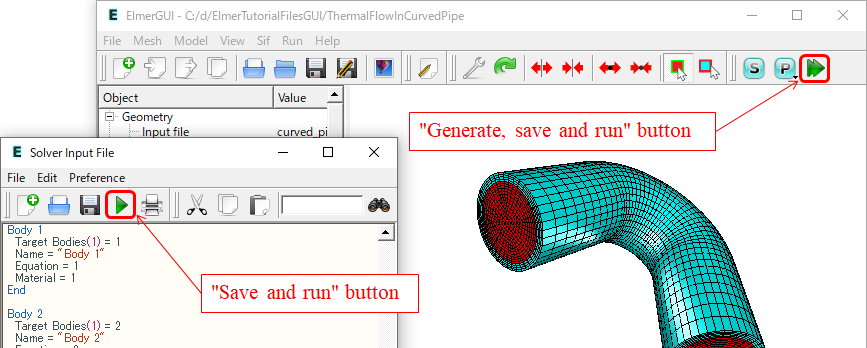 ElmerGUI - C:/d/ElmerTutorialFilesGUI/ThermalFlowInCurvedPipe
File Mesh Model View Sif Run Help
S P
Object Value
Geometry
Input file curved_pi
"Generate, save and run" button
Solver Input File
File Edit Preference
Body 1
Target Bodies(1) = 1
Name = "Body 1"
Equation = 1
Material = 1
End
"Save and run" button
Body 2
Target Bodies(1) = 2
Name = "Body 2"